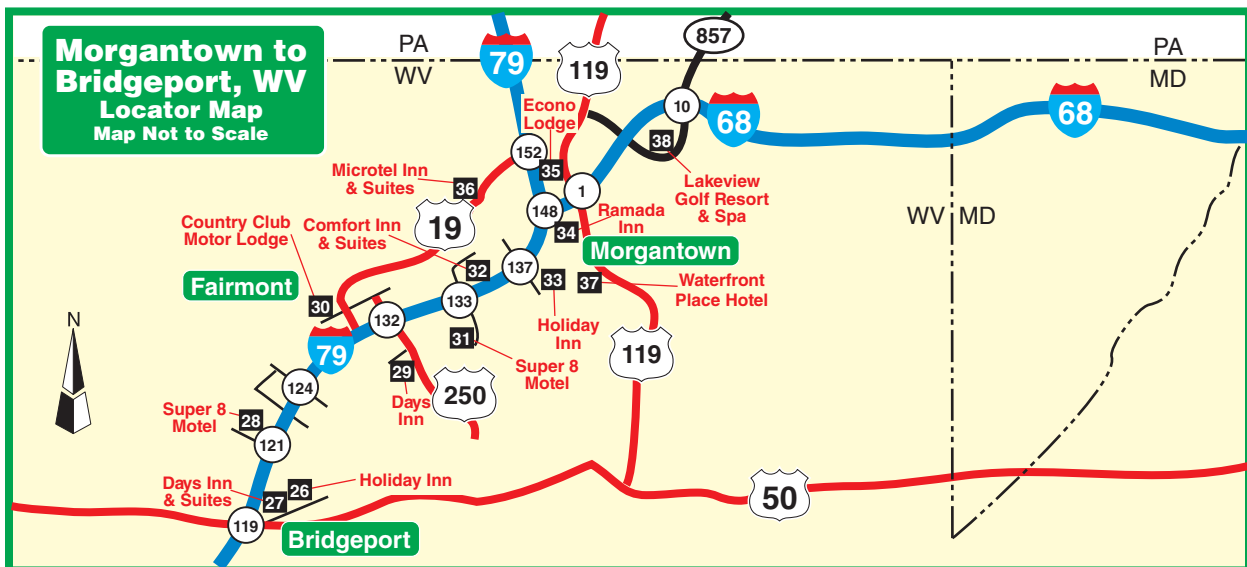 Morgantown to
Bridgeport, WV
Locator Map
Map Not to Scale
PA
WV
79
119
857
PA
MD
10
68
68
Econo
Lodge
38
152
35
Lakeview
Golf Resort
& Spa
Microtel Inn
& Suites
36
1
148
34
Ramada
Inn
WV
MD
19
Country Club
Motor Lodge
Comfort Inn
& Suites
Morgantown
32
137
33
37
Waterfront
Place Hotel
Fairmont
30
133
132
Holiday
Inn
31
N
79
119
Super 8
Motel
29
124
Days
Inn
250
Super 8
Motel
28
121
Days Inn
& Suites
27
26
Holiday Inn
50
119
Bridgeport